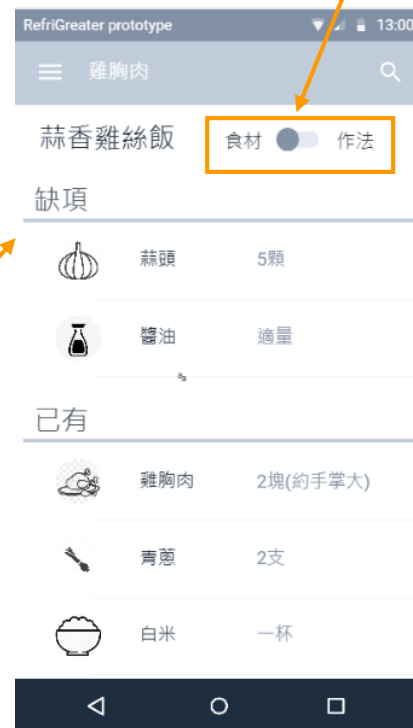 RefriGreater prototype 13:00
雞胸肉
蒜香雞絲飯 食材 作法
缺項
蒜頭 5顆
醬油 適量
已有
雞胸肉 2塊(約手掌大)
青蔥 2支
白米 一杯